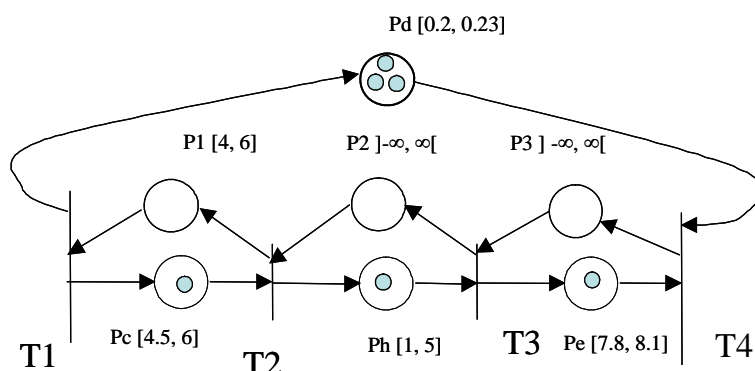 Pd [0.2, 0.23]
P1 [4, 6]
P2 ]-∞, ∞[
P3 ] -∞, ∞[
Pc [4.5, 6]
Ph [1, 5]
Pe [7.8, 8.1]
T1
T2
T3
T4